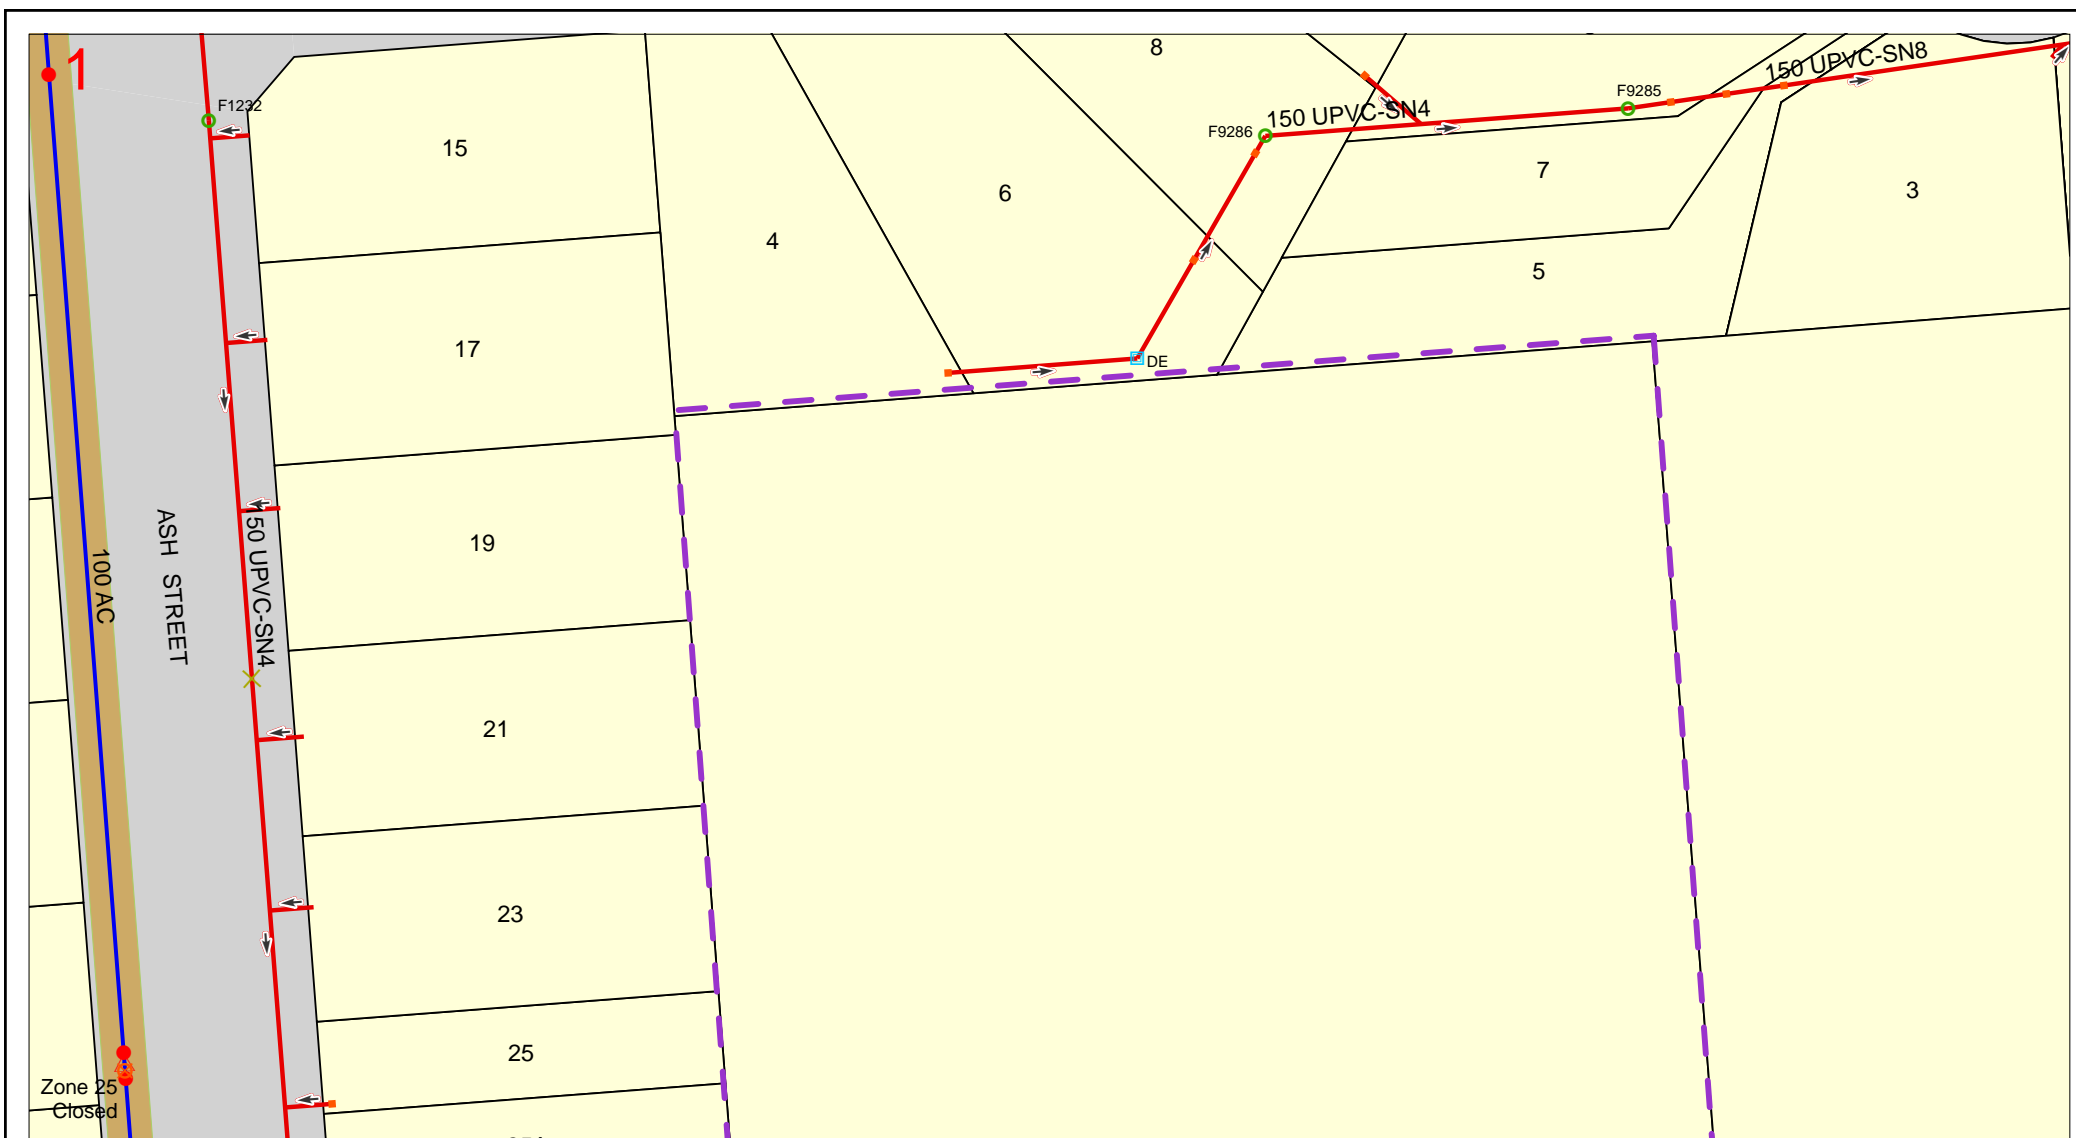 1
8
150 UPVC-SN8
F1232
F9285
150 UPVC-SN4
F9286
15
7
6
3
4
5
17
DE
ASH STREET
150 UPVC-SN4
100 AC
19
21
23
25
Zone 25
Closed